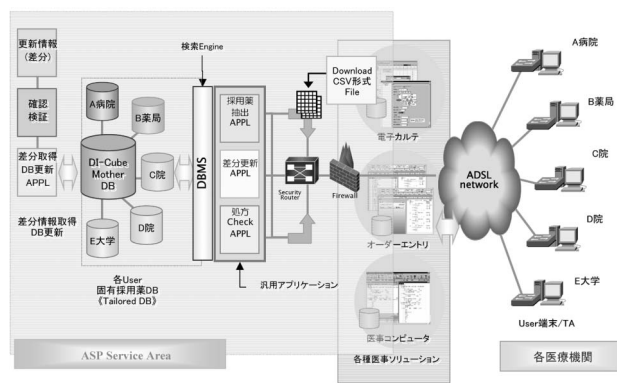 更新情報
(差分)
確認
検証
差分取得
DB更新
APPL
差分情報取得
DB更新
A病院
B薬局
DI-Cube
Mother
DB
C院
D院
E大学
各User
固有採用薬DB
《Tailored DB》
検索Engine
DBMS
採用薬
抽出
APPL
差分更新
APPL
処方
Check
APPL
汎用アプリケーション
Download
CSV形式
File
Security
Router
Firewall
電子カルテ
オーダーエントリ
医事コンピュータ
各種医事ソリューション
ADSL
network
A病院
B薬局
C院
D院
E大学
User端末/TA
ASP Service Area
各医療機関